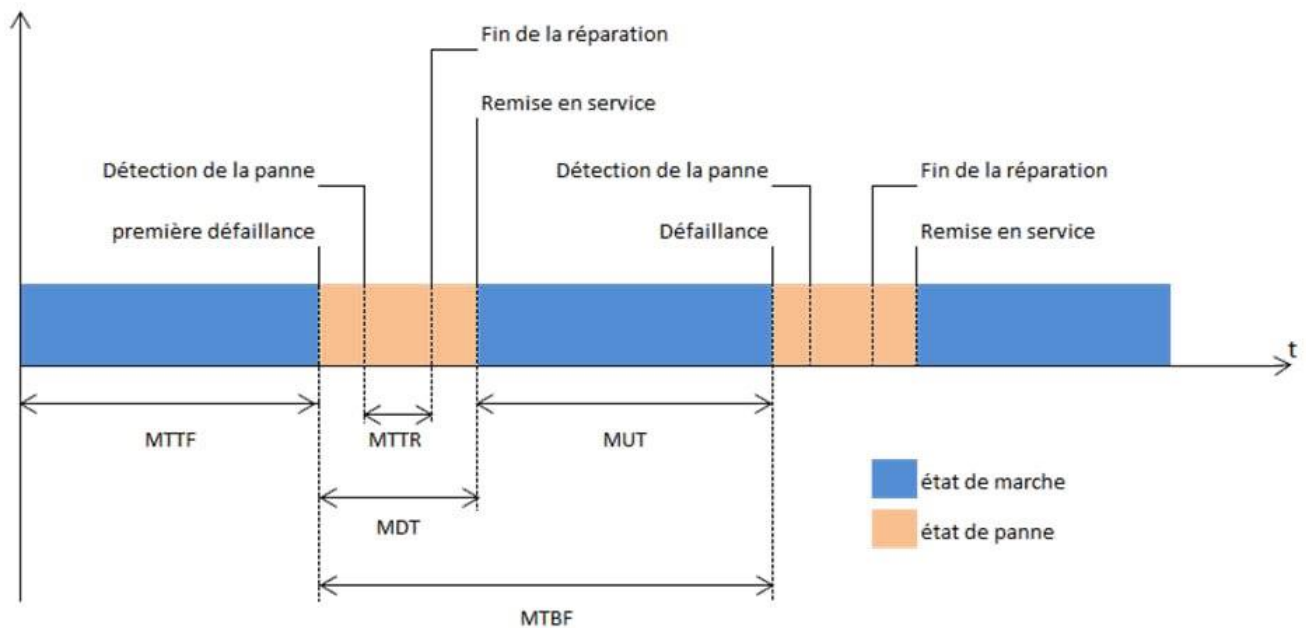 Fin de la réparation
Remise en service
Détection de la panne
Détection de la panne
Fin de la réparation
première défaillance
Défaillance
Remise en service
t
MTTF
MTTR
MUT
état de marche
MDT
état de panne
MTBF